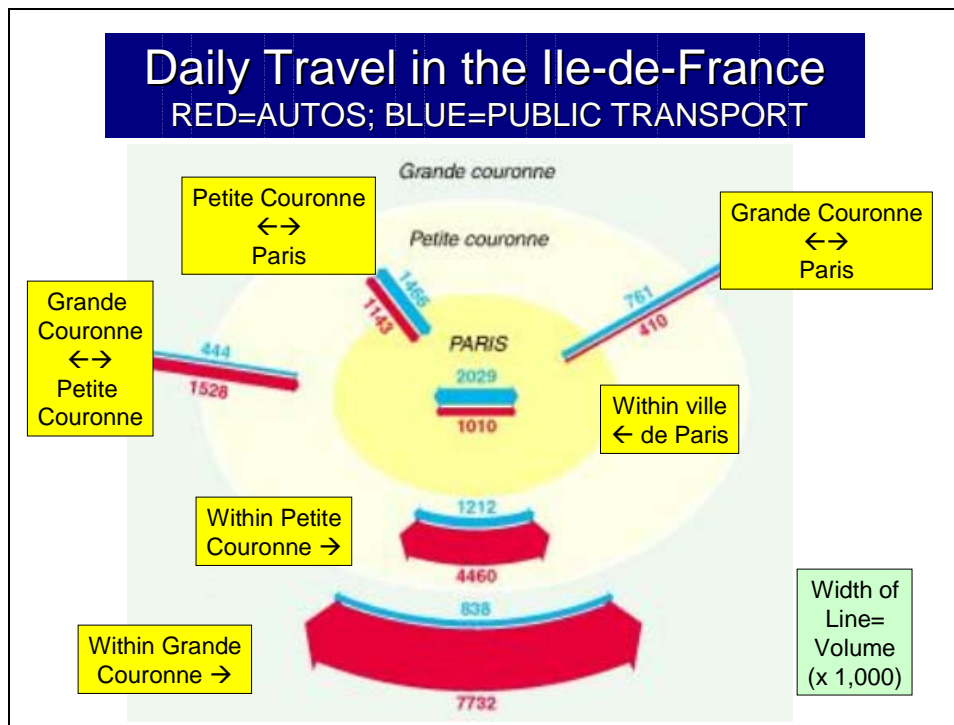 Daily Travel in the Ile-de-France
RED=AUTOS; BLUE=PUBLIC TRANSPORT
Grande couronne
Petite Couronne
←→
Paris
Petite couronne
Grande Couronne
←→
Paris
Grande
Couronne
←→
Petite
Couronne
1466
1143
761
410
444
1528
PARIS
2029
1010
Within ville
← de Paris
Within Petite
Couronne →
1212
4460
Within Grande
Couronne →
838
7732
Width of
Line=
Volume
(x 1,000)